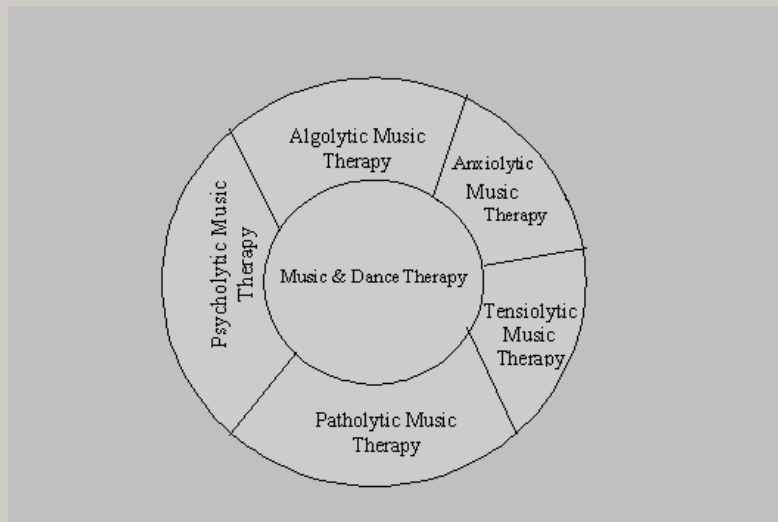 Algolytic Music
Therapy
Anxiolytic
Music
Therapy
Psycholytic Music
Therapy
Music & Dance Therapy
Tensiolytic
Music
Therapy
Patholytic Music
Therapy